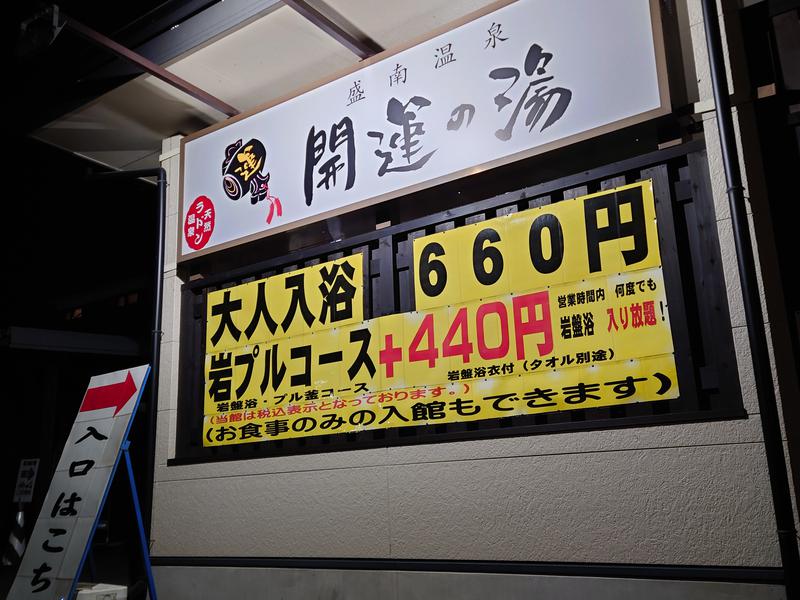 盛南温泉
開運の湯
運
天然
ラドン
温泉
大人入浴 660円
岩プルコース+440円
営業時間内 何度でも
岩盤浴 入り放題!
岩盤浴・プル釜コース
岩盤浴衣付(タオル別途)
(当館は税込表示となっております。)
(お食事のみの入館もできます)
入口はこち